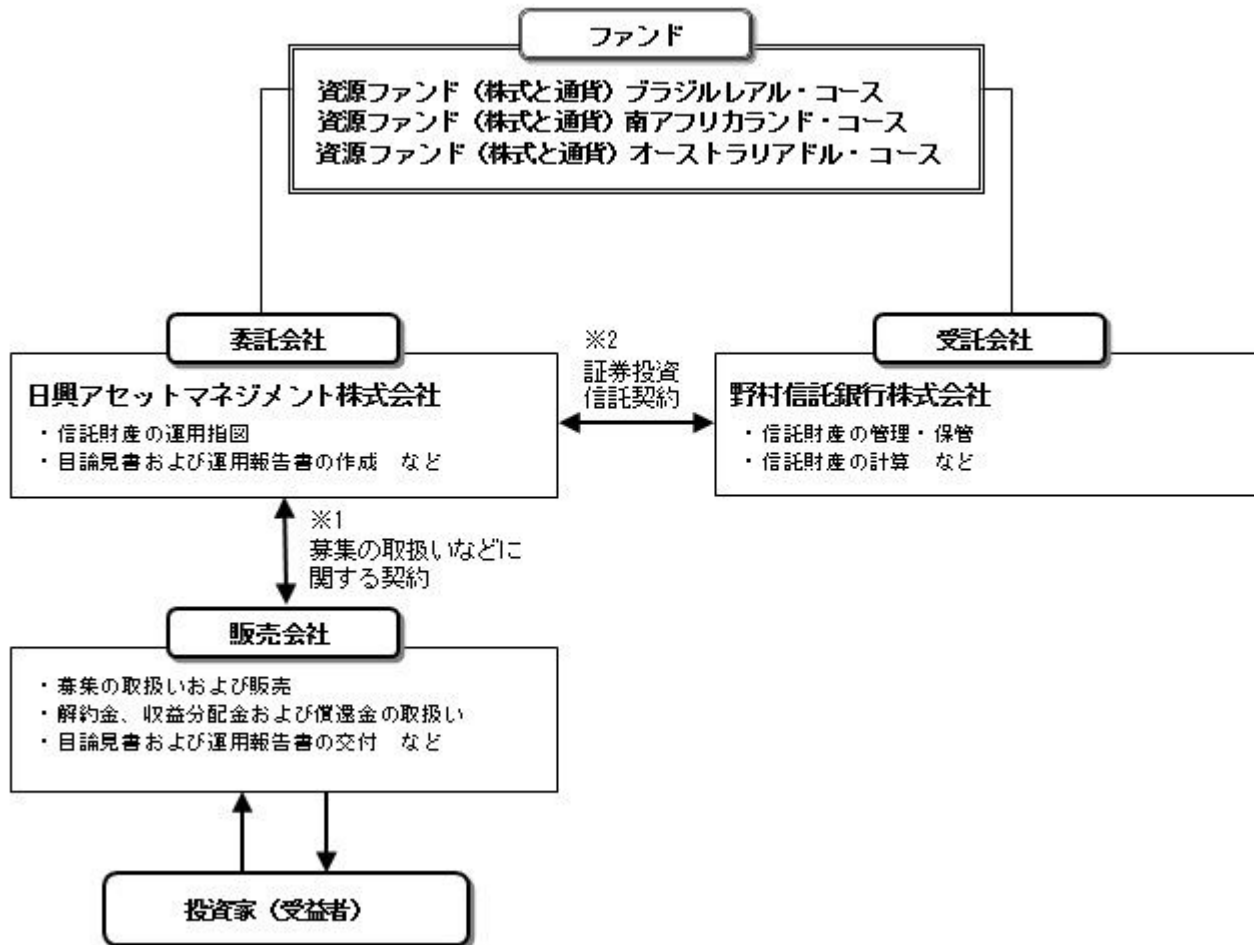 ファンド
資源ファンド（株式と通貨）ブラジルレアル・コース
資源ファンド（株式と通貨）南アフリカランド・コース
資源ファンド（株式と通貨）オーストラリアドル・コース
委託会社
日興アセットマネジメント株式会社
・信託財産の運用指図
・目論見書および運用報告書の作成　など
※2
証券投資
信託契約
受託会社
野村信託銀行株式会社
・信託財産の管理・保管
・信託財産の計算　など
※1
募集の取扱いなどに
関する契約
販売会社
・募集の取扱いおよび販売
・解約金、収益分配金および償還金の取扱い
・目論見書および運用報告書の交付　など
投資家（受益者）